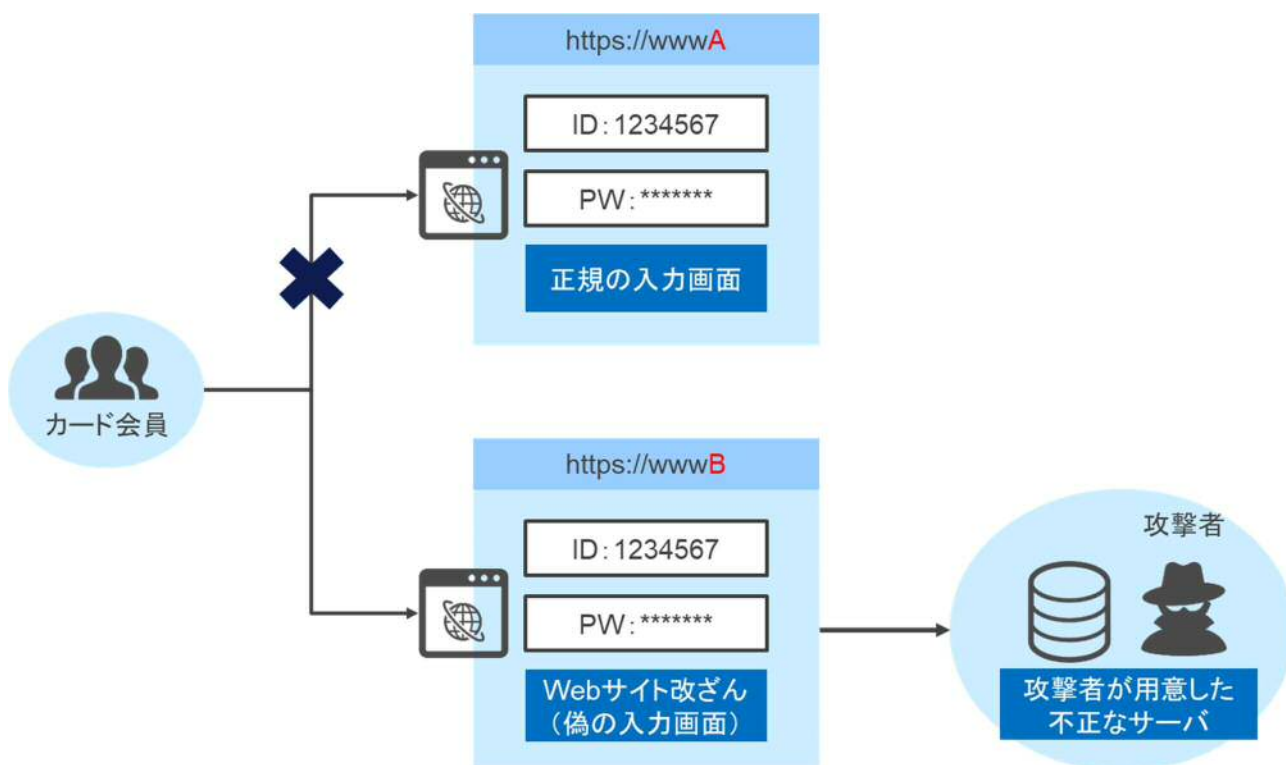 https://wwwA
ID：1234567
PW：*******
正規の入力画面
カード会員
https://wwwB
ID：1234567
PW：*******
Webサイト改ざん
（偽の入力画面）
攻撃者
攻撃者が用意した
不正なサーバ